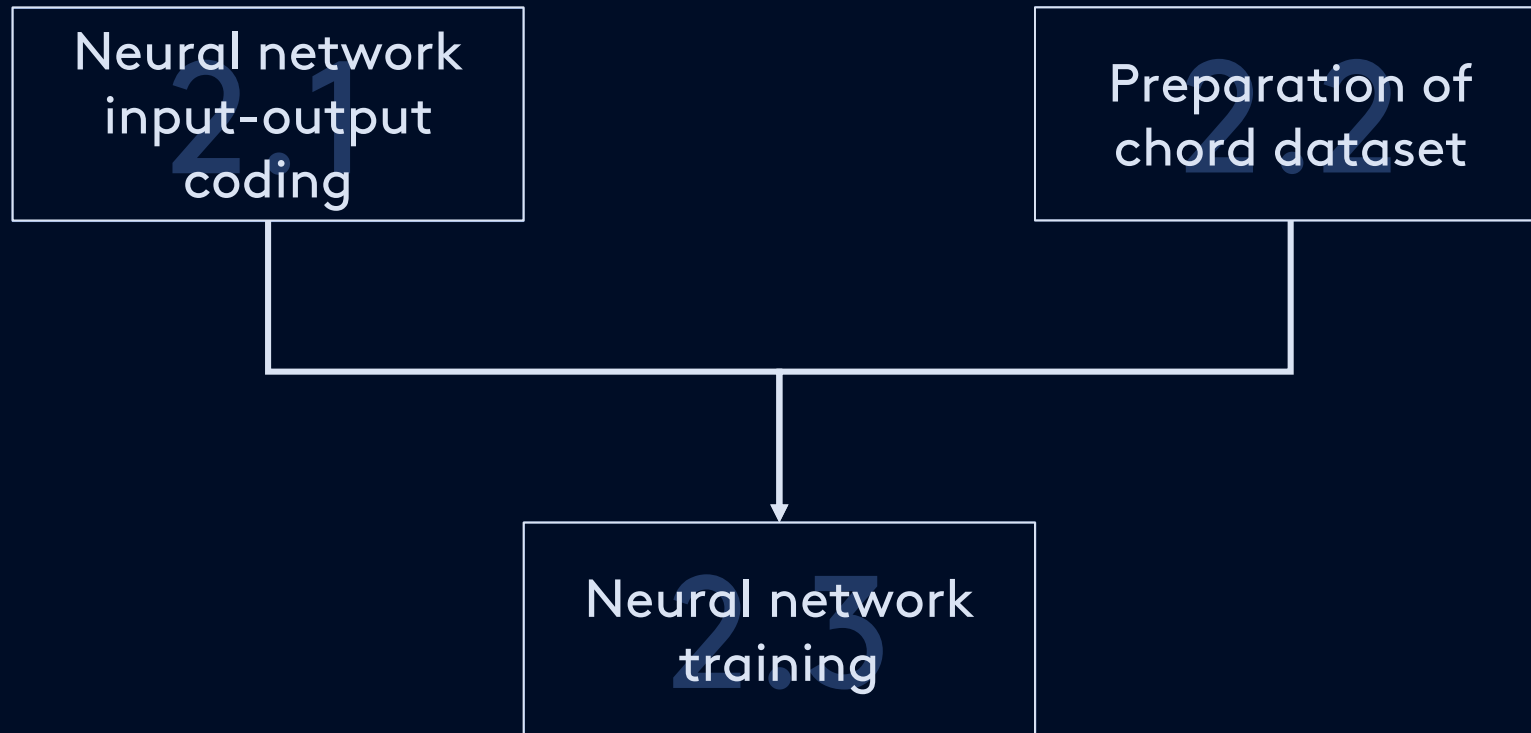 2.1
Neural network
input-output
coding
2.2
Preparation of
chord dataset
2.3
Neural network
training